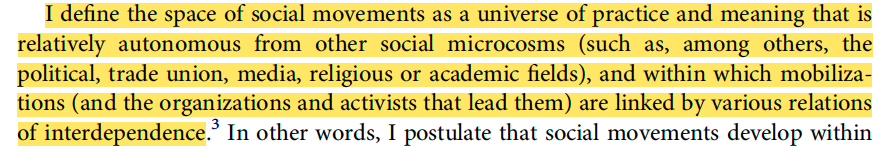 I define the space of social movements as a universe of practice and meaning that is
relatively autonomous from other social microcosms (such as, among others, the
political, trade union, media, religious or academic fields), and within which mobiliza-
tions (and the organizations and activists that lead them) are linked by various relations
of interdependence.³ In other words, I postulate that social movements develop within